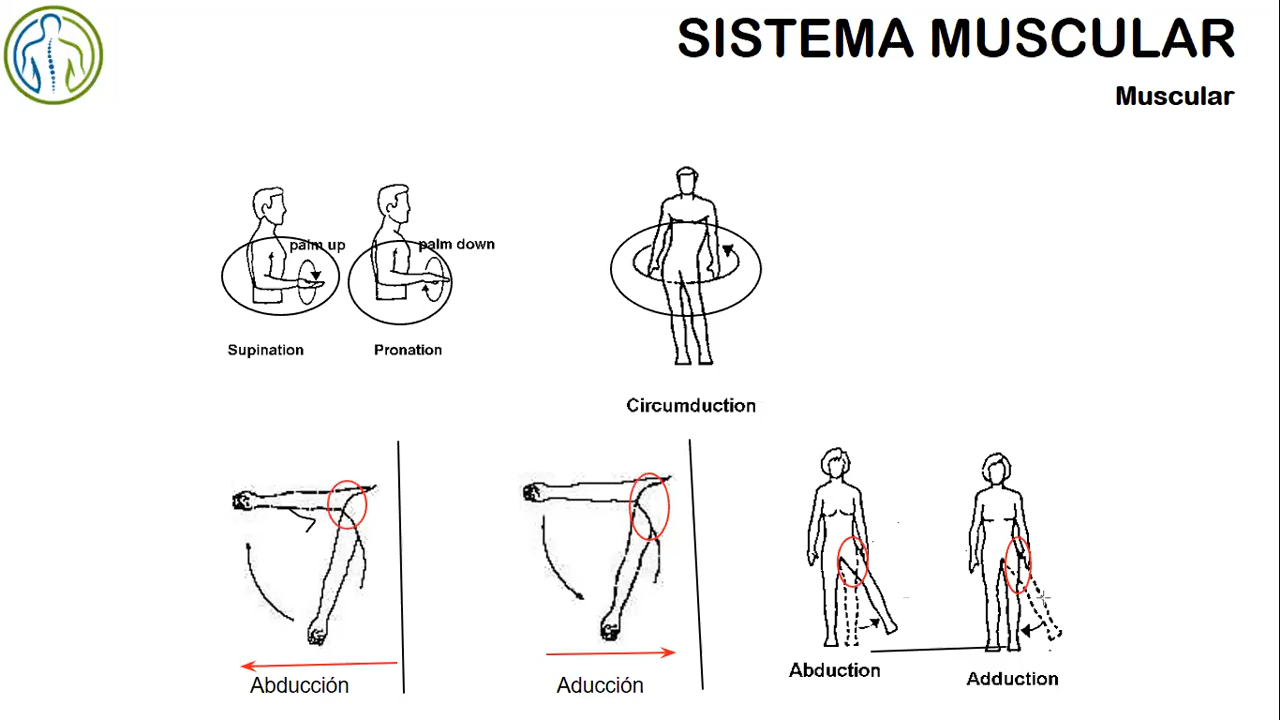 SISTEMA MUSCULAR
Muscular
palm up
palm down
Supination
Pronation
Circumduction
Abducción
Aducción
Abduction
Adduction